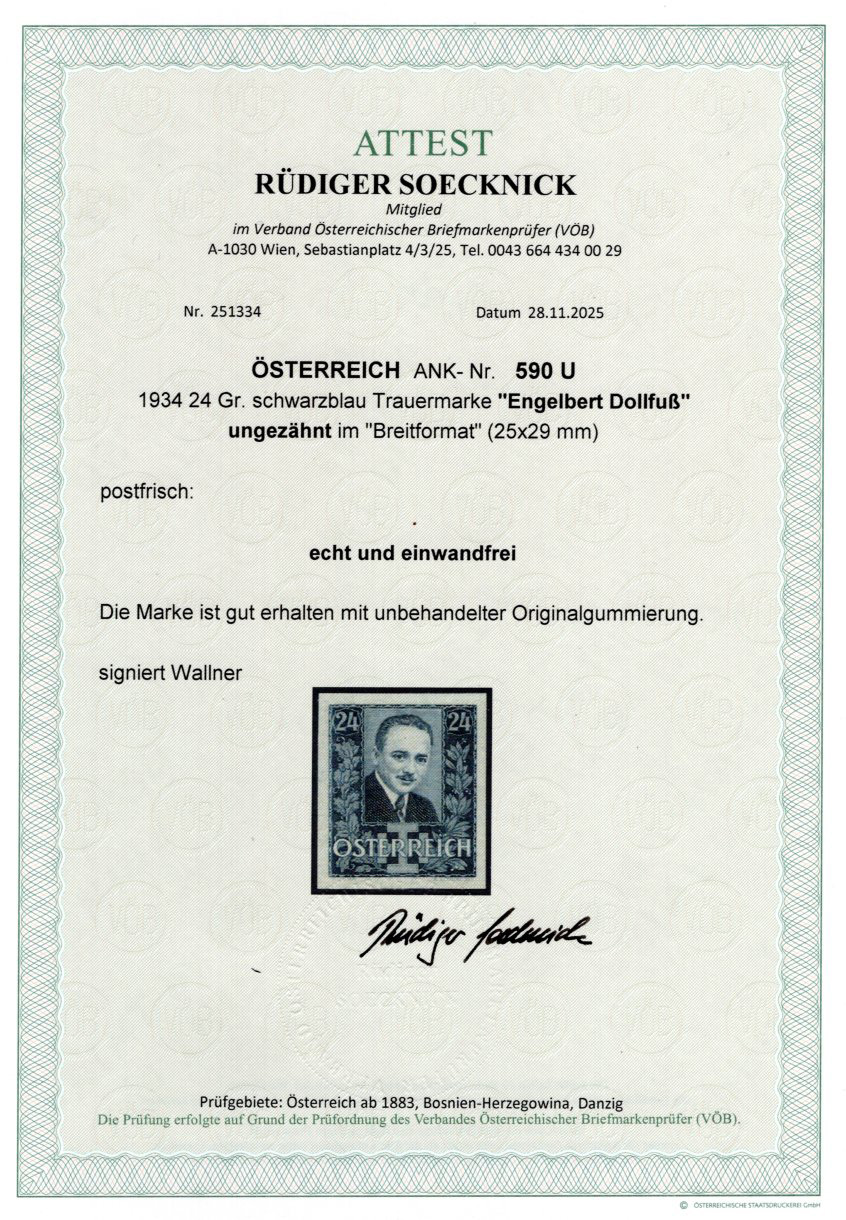 ATTEST
RÜDIGER SOECKNICK
Mitglied
im Verband Österreichischer Briefmarkenprüfer (VÖB)
A-1030 Wien, Sebastianplatz 4/3/25, Tel. 0043 664 434 00 29
Nr. 251334 Datum 28.11.2025
ÖSTERREICH ANK- Nr. 590 U
1934 24 Gr. schwarzblau Trauermarke "Engelbert Dollfuß"
ungezähnt im "Breitformat" (25x29 mm)
postfrisch:
echt und einwandfrei
Die Marke ist gut erhalten mit unbehandelter Originalgummierung.
signiert Wallner
24 24
ÖSTERREICH
Rüdiger Soecknick
Rüdiger
SOECKNICK
Prüfgebiete: Österreich ab 1883, Bosnien-Herzegowina, Danzig
Die Prüfung erfolgte auf Grund der Prüfordnung des Verbandes Österreichischer Briefmarkenprüfer (VÖB).
© ÖSTERREICHISCHE STAATSDRUCKEREI GmbH